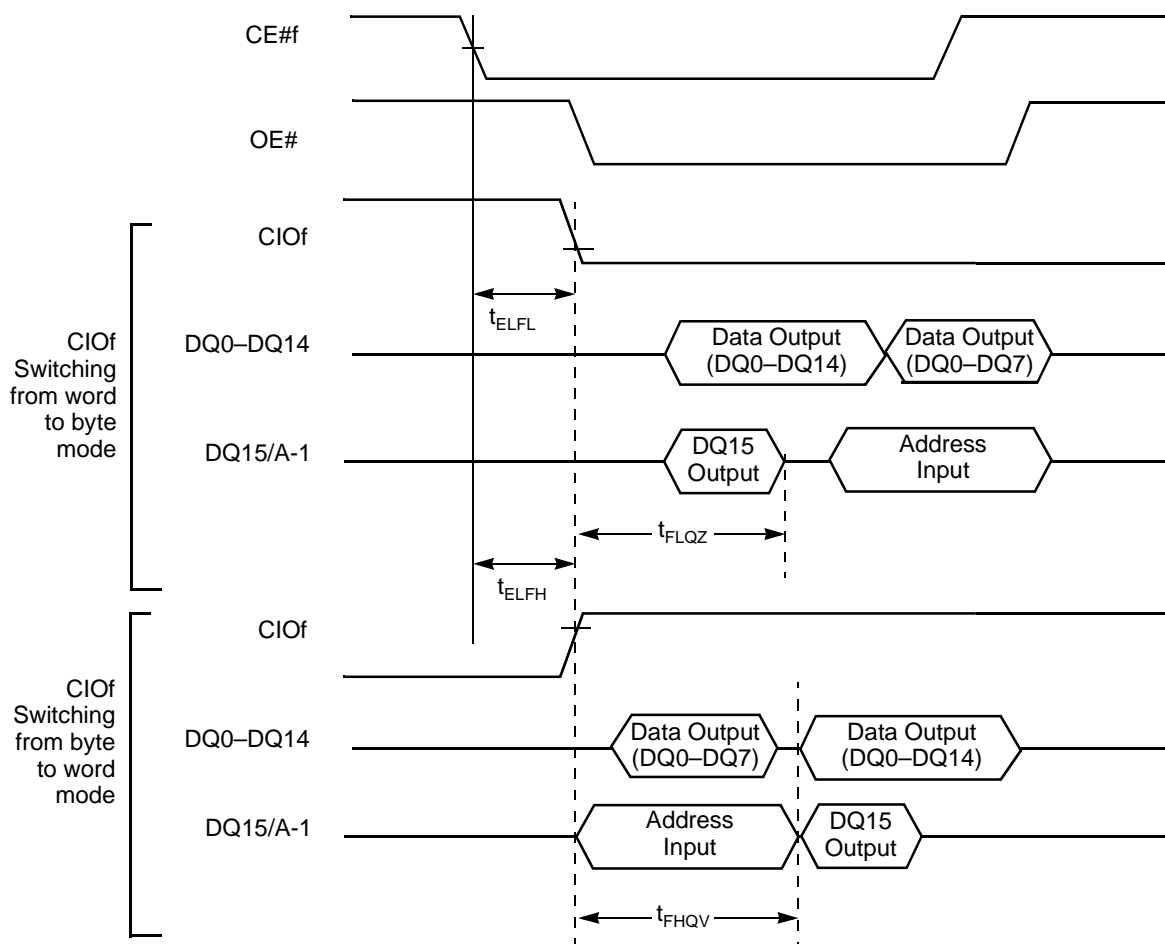 CE#f
OE#
CIOf
tELFL
CIOf
Switching
from word
to byte
mode
DQ0–DQ14
Data Output
(DQ0–DQ14)
Data Output
(DQ0–DQ7)
DQ15/A-1
DQ15
Output
Address
Input
tFLQZ
tELFH
CIOf
CIOf
Switching
from byte
to word
mode
DQ0–DQ14
Data Output
(DQ0–DQ7)
Data Output
(DQ0–DQ14)
DQ15/A-1
Address
Input
DQ15
Output
tFHQV